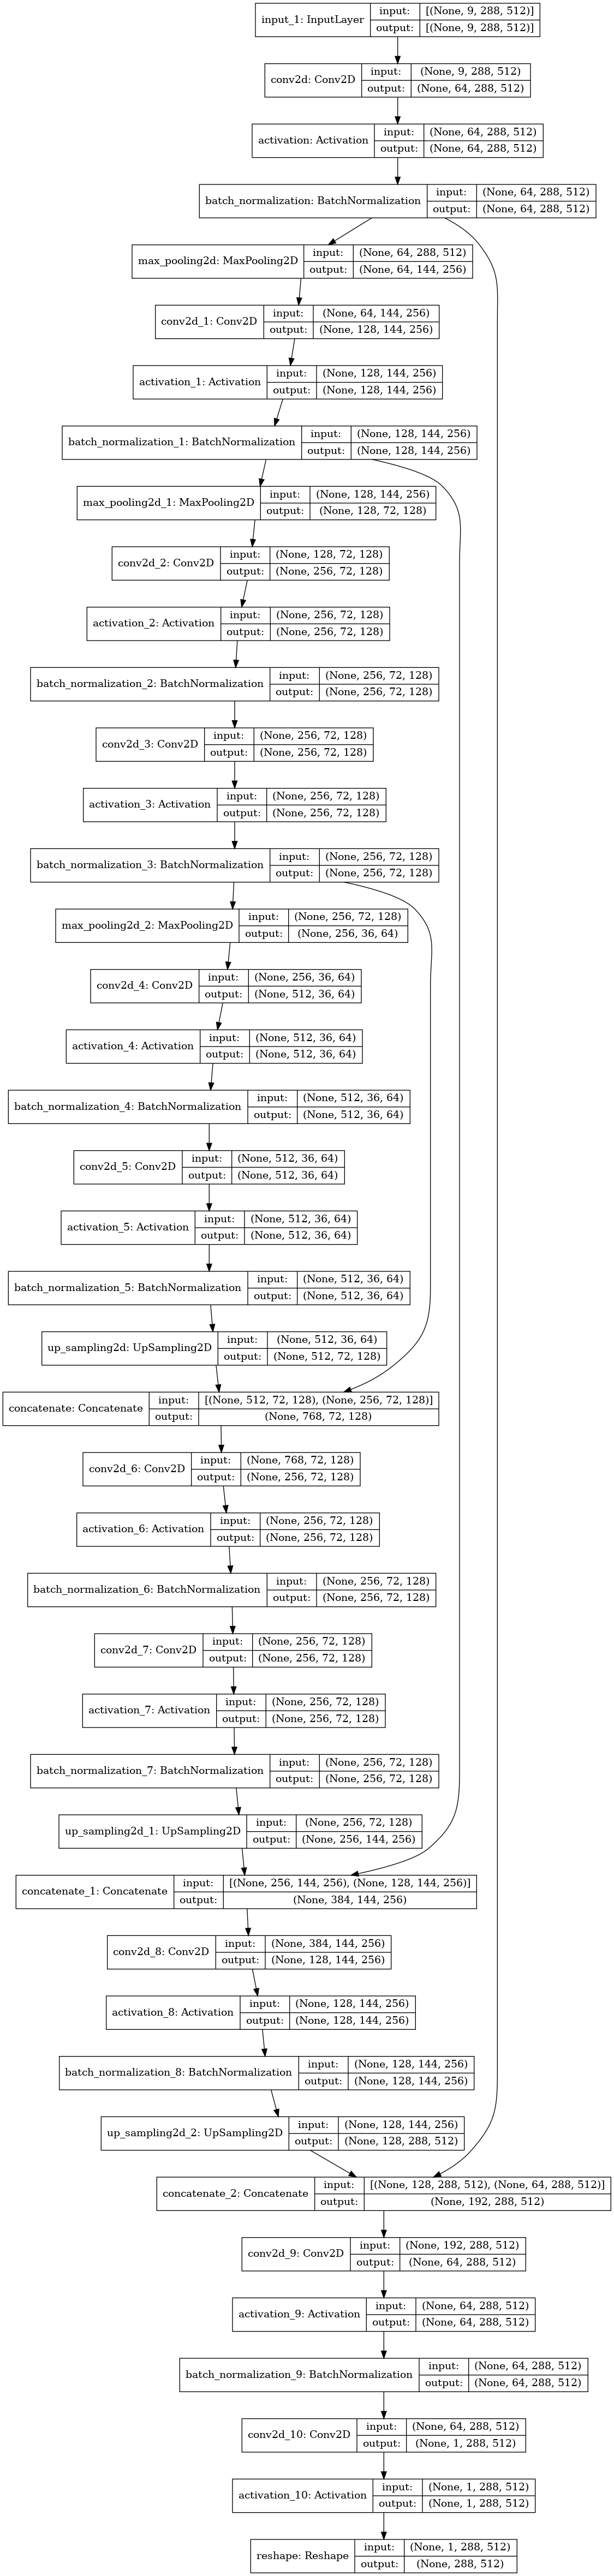 input_1: InputLayer
input: [(None, 9, 288, 512)]
output: [(None, 9, 288, 512)]
conv2d: Conv2D
input: (None, 9, 288, 512)
output: (None, 64, 288, 512)
activation: Activation
input: (None, 64, 288, 512)
output: (None, 64, 288, 512)
batch_normalization: BatchNormalization
input: (None, 64, 288, 512)
output: (None, 64, 288, 512)
max_pooling2d: MaxPooling2D
input: (None, 64, 288, 512)
output: (None, 64, 144, 256)
conv2d_1: Conv2D
input: (None, 64, 144, 256)
output: (None, 128, 144, 256)
activation_1: Activation
input: (None, 128, 144, 256)
output: (None, 128, 144, 256)
batch_normalization_1: BatchNormalization
input: (None, 128, 144, 256)
output: (None, 128, 144, 256)
max_pooling2d_1: MaxPooling2D
input: (None, 128, 144, 256)
output: (None, 128, 72, 128)
conv2d_2: Conv2D
input: (None, 128, 72, 128)
output: (None, 256, 72, 128)
activation_2: Activation
input: (None, 256, 72, 128)
output: (None, 256, 72, 128)
batch_normalization_2: BatchNormalization
input: (None, 256, 72, 128)
output: (None, 256, 72, 128)
conv2d_3: Conv2D
input: (None, 256, 72, 128)
output: (None, 256, 72, 128)
activation_3: Activation
input: (None, 256, 72, 128)
output: (None, 256, 72, 128)
batch_normalization_3: BatchNormalization
input: (None, 256, 72, 128)
output: (None, 256, 72, 128)
max_pooling2d_2: MaxPooling2D
input: (None, 256, 72, 128)
output: (None, 256, 36, 64)
conv2d_4: Conv2D
input: (None, 256, 36, 64)
output: (None, 512, 36, 64)
activation_4: Activation
input: (None, 512, 36, 64)
output: (None, 512, 36, 64)
batch_normalization_4: BatchNormalization
input: (None, 512, 36, 64)
output: (None, 512, 36, 64)
conv2d_5: Conv2D
input: (None, 512, 36, 64)
output: (None, 512, 36, 64)
activation_5: Activation
input: (None, 512, 36, 64)
output: (None, 512, 36, 64)
batch_normalization_5: BatchNormalization
input: (None, 512, 36, 64)
output: (None, 512, 36, 64)
up_sampling2d: UpSampling2D
input: (None, 512, 36, 64)
output: (None, 512, 72, 128)
concatenate: Concatenate
input: [(None, 512, 72, 128), (None, 256, 72, 128)]
output: (None, 768, 72, 128)
conv2d_6: Conv2D
input: (None, 768, 72, 128)
output: (None, 256, 72, 128)
activation_6: Activation
input: (None, 256, 72, 128)
output: (None, 256, 72, 128)
batch_normalization_6: BatchNormalization
input: (None, 256, 72, 128)
output: (None, 256, 72, 128)
conv2d_7: Conv2D
input: (None, 256, 72, 128)
output: (None, 256, 72, 128)
activation_7: Activation
input: (None, 256, 72, 128)
output: (None, 256, 72, 128)
batch_normalization_7: BatchNormalization
input: (None, 256, 72, 128)
output: (None, 256, 72, 128)
up_sampling2d_1: UpSampling2D
input: (None, 256, 72, 128)
output: (None, 256, 144, 256)
concatenate_1: Concatenate
input: [(None, 256, 144, 256), (None, 128, 144, 256)]
output: (None, 384, 144, 256)
conv2d_8: Conv2D
input: (None, 384, 144, 256)
output: (None, 128, 144, 256)
activation_8: Activation
input: (None, 128, 144, 256)
output: (None, 128, 144, 256)
batch_normalization_8: BatchNormalization
input: (None, 128, 144, 256)
output: (None, 128, 144, 256)
up_sampling2d_2: UpSampling2D
input: (None, 128, 144, 256)
output: (None, 128, 288, 512)
concatenate_2: Concatenate
input: [(None, 128, 288, 512), (None, 64, 288, 512)]
output: (None, 192, 288, 512)
conv2d_9: Conv2D
input: (None, 192, 288, 512)
output: (None, 64, 288, 512)
activation_9: Activation
input: (None, 64, 288, 512)
output: (None, 64, 288, 512)
batch_normalization_9: BatchNormalization
input: (None, 64, 288, 512)
output: (None, 64, 288, 512)
conv2d_10: Conv2D
input: (None, 64, 288, 512)
output: (None, 1, 288, 512)
activation_10: Activation
input: (None, 1, 288, 512)
output: (None, 1, 288, 512)
reshape: Reshape
input: (None, 1, 288, 512)
output: (None, 288, 512)